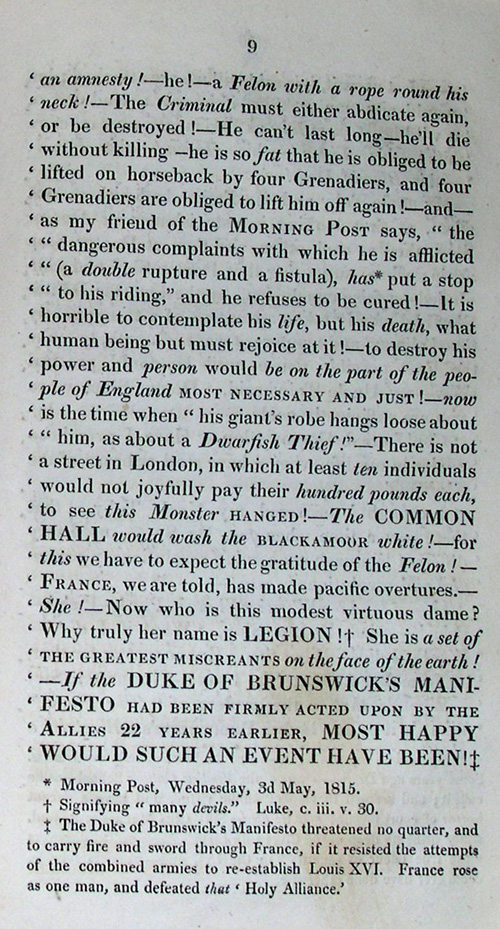 9
‘ an amnesty !—he !—a Felon with a rope round his
‘ neck !—The Criminal must either abdicate again,
‘ or be destroyed !—He can't last long—he'll die
‘ without killing —he is so fat that he is obliged to be
‘ lifted on horseback by four Grenadiers, and four
‘ Grenadiers are obliged to lift him off again !—and—
‘ as my friend of the MORNING POST says, “ the
‘ “ dangerous complaints with which he is afflicted
‘ “ (a double rupture and a fistula), has* put a stop
‘ “ to his riding,” and he refuses to be cured !—It is
‘ horrible to contemplate his life, but his death, what
‘ human being but must rejoice at it !—to destroy his
‘ power and person would be on the part of the peo-
‘ ple of England MOST NECESSARY AND JUST !—now
‘ is the time when “ his giant's robe hangs loose about
‘ “ him, as about a Dwarfish Thief!”—There is not
‘ a street in London, in which at least ten individuals
‘ would not joyfully pay their hundred pounds each,
‘ to see this Monster HANGED !—The COMMON
‘ HALL would wash the BLACKAMOOR white !—for
‘ this we have to expect the gratitude of the Felon ! —
‘ FRANCE, we are told, has made pacific overtures.—
‘ She !—Now who is this modest virtuous dame ?
‘ Why truly her name is LEGION !† She is a set of
‘ THE GREATEST MISCREANTS on the face of the earth !
‘ —If the DUKE OF BRUNSWICK'S MANI-
‘ FESTO HAD BEEN FIRMLY ACTED UPON BY THE
‘ ALLIES 22 YEARS EARLIER, MOST HAPPY
‘ WOULD SUCH AN EVENT HAVE BEEN!‡
* Morning Post, Wednesday, 3d May, 1815.
† Signifying “ many devils.” Luke, c. iii. v. 30.
‡ The Duke of Brunswick's Manifesto threatened no quarter, and
to carry fire and sword through France, if it resisted the attempts
of the combined armies to re-establish Louis XVI. France rose
as one man, and defeated that ‘ Holy Alliance.’